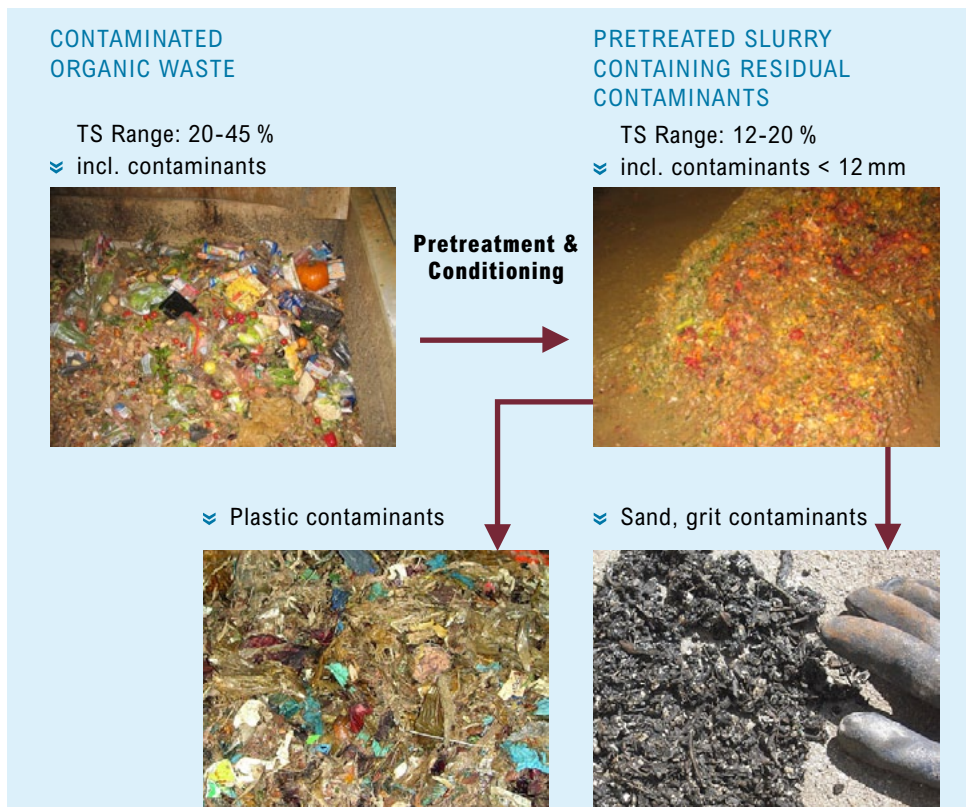 CONTAMINATED
ORGANIC WASTE
TS Range: 20-45 %
incl. contaminants
PRETREATED SLURRY
CONTAINING RESIDUAL
CONTAMINANTS
TS Range: 12-20 %
incl. contaminants < 12 mm
Pretreatment &
Conditioning
Plastic contaminants
Sand, grit contaminants